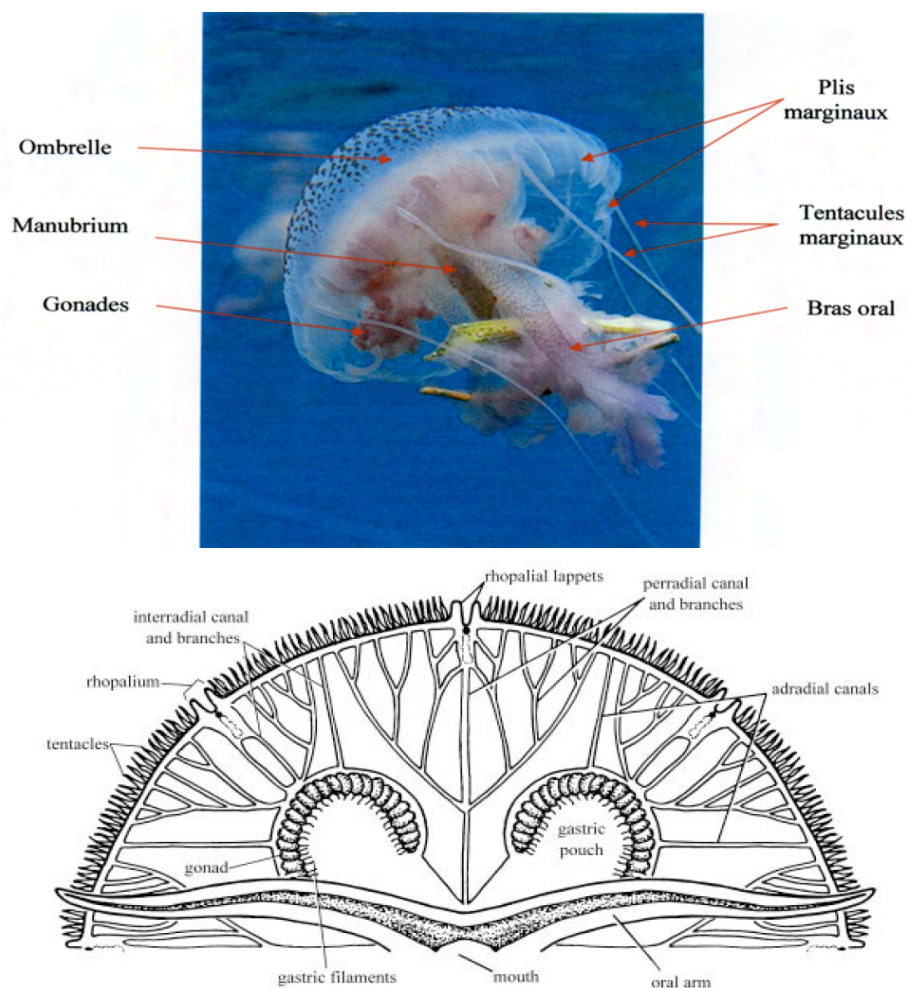 Ombrelle
Manubrium
Gonades
Plis
marginaux
Tentacules
marginaux
Bras oral
rhopalial lappets
perradial canal
and branches
interradial canal
and branches
rhopalium
adradial canals
tentacles
gastric
pouch
gonad
gastric filaments
mouth
oral arm